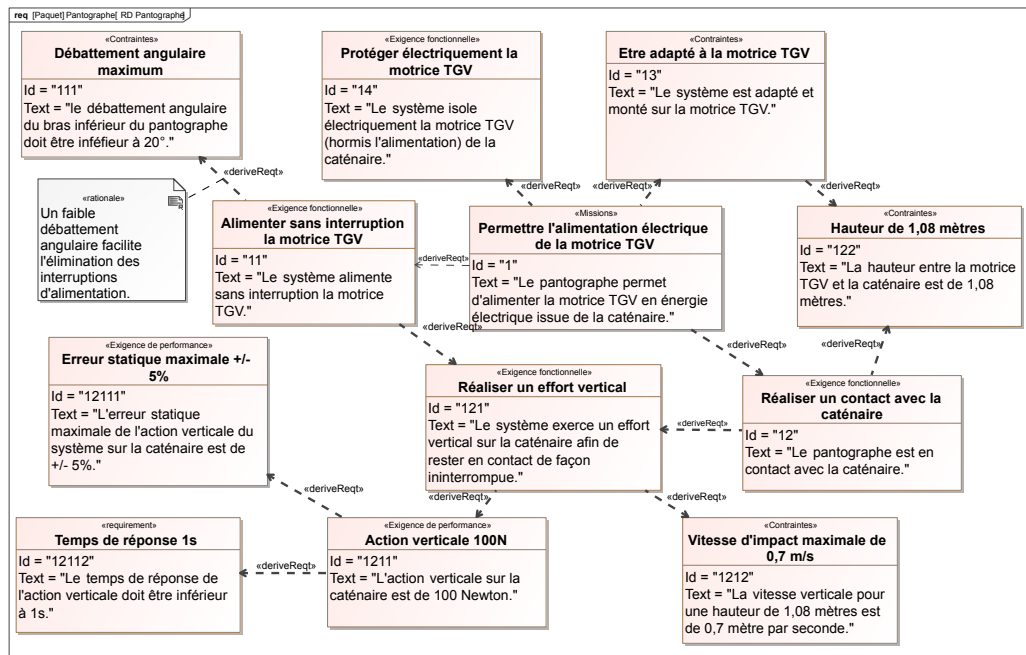 req [Paquet] Pantographe[ RD Pantographe]
«Contraintes»
Débattement angulaire
maximum
Id = "111"
Text = "le débattement angulaire
du bras inférieur du pantographe
doit être inféfieur à 20°."
«Exigence fonctionnelle»
Protéger électriquement la
motrice TGV
Id = "14"
Text = "Le système isole
électriquement la motrice TGV
(hormis l'alimentation) de la
caténaire."
«Contraintes»
Etre adapté à la motrice TGV
Id = "13"
Text = "Le système est adapté et
monté sur la motrice TGV."
«deriveReqt»
«deriveReqt»
«deriveReqt»
«deriveReqt»
«rationale»
Un faible
débattement
angulaire facilite
l'élimination des
interruptions
d'alimentation.
«Exigence fonctionnelle»
Alimenter sans interruption
la motrice TGV
Id = "11"
Text = "Le système alimente
sans interruption la motrice
TGV."
«deriveReqt»
«Missions»
Permettre l'alimentation électrique
de la motrice TGV
Id = "1"
Text = "Le pantographe permet
d'alimenter la motrice TGV en énergie
électrique issue de la caténaire."
«Contraintes»
Hauteur de 1,08 mètres
Id = "122"
Text = "La hauteur entre la motrice
TGV et la caténaire est de 1,08
mètres."
«deriveReqt»
«deriveReqt»
«deriveReqt»
«Exigence de performance»
Erreur statique maximale +/-
5%
Id = "12111"
Text = "L'erreur statique
maximale de l'action verticale du
système sur la caténaire est de
+/- 5%."
«Exigence fonctionnelle»
Réaliser un effort vertical
Id = "121"
Text = "Le système exerce un effort
vertical sur la caténaire afin de
rester en contact de façon
ininterrompue."
«deriveReqt»
«Exigence fonctionnelle»
Réaliser un contact avec la
caténaire
Id = "12"
Text = "Le pantographe est en
contact avec la caténaire."
«deriveReqt»
«deriveReqt»
«deriveReqt»
«requirement»
Temps de réponse 1s
Id = "12112"
Text = "Le temps de réponse de
l'action verticale doit être inférieur
à 1s."
«deriveReqt»
«Exigence de performance»
Action verticale 100N
Id = "1211"
Text = "L'action verticale sur la
caténaire est de 100 Newton."
«Contraintes»
Vitesse d'impact maximale de
0,7 m/s
Id = "1212"
Text = "La vitesse verticale pour
une hauteur de 1,08 mètres est
de 0,7 mètre par seconde."